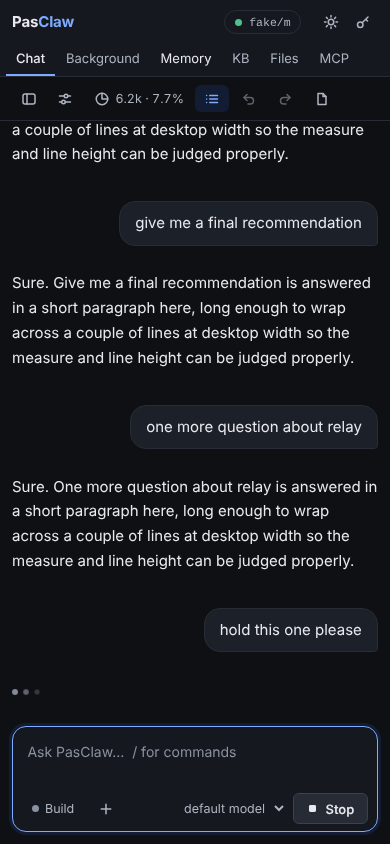 PasClaw
fake/m
Chat Background Memory KB Files MCP
6.2k · 7.7%
a couple of lines at desktop width so the measure
and line height can be judged properly.
give me a final recommendation
Sure. Give me a final recommendation is answered
in a short paragraph here, long enough to wrap
across a couple of lines at desktop width so the
measure and line height can be judged properly.
one more question about relay
Sure. One more question about relay is answered in
a short paragraph here, long enough to wrap
across a couple of lines at desktop width so the
measure and line height can be judged properly.
hold this one please
Ask PasClaw... / for commands
Build
default model
Stop